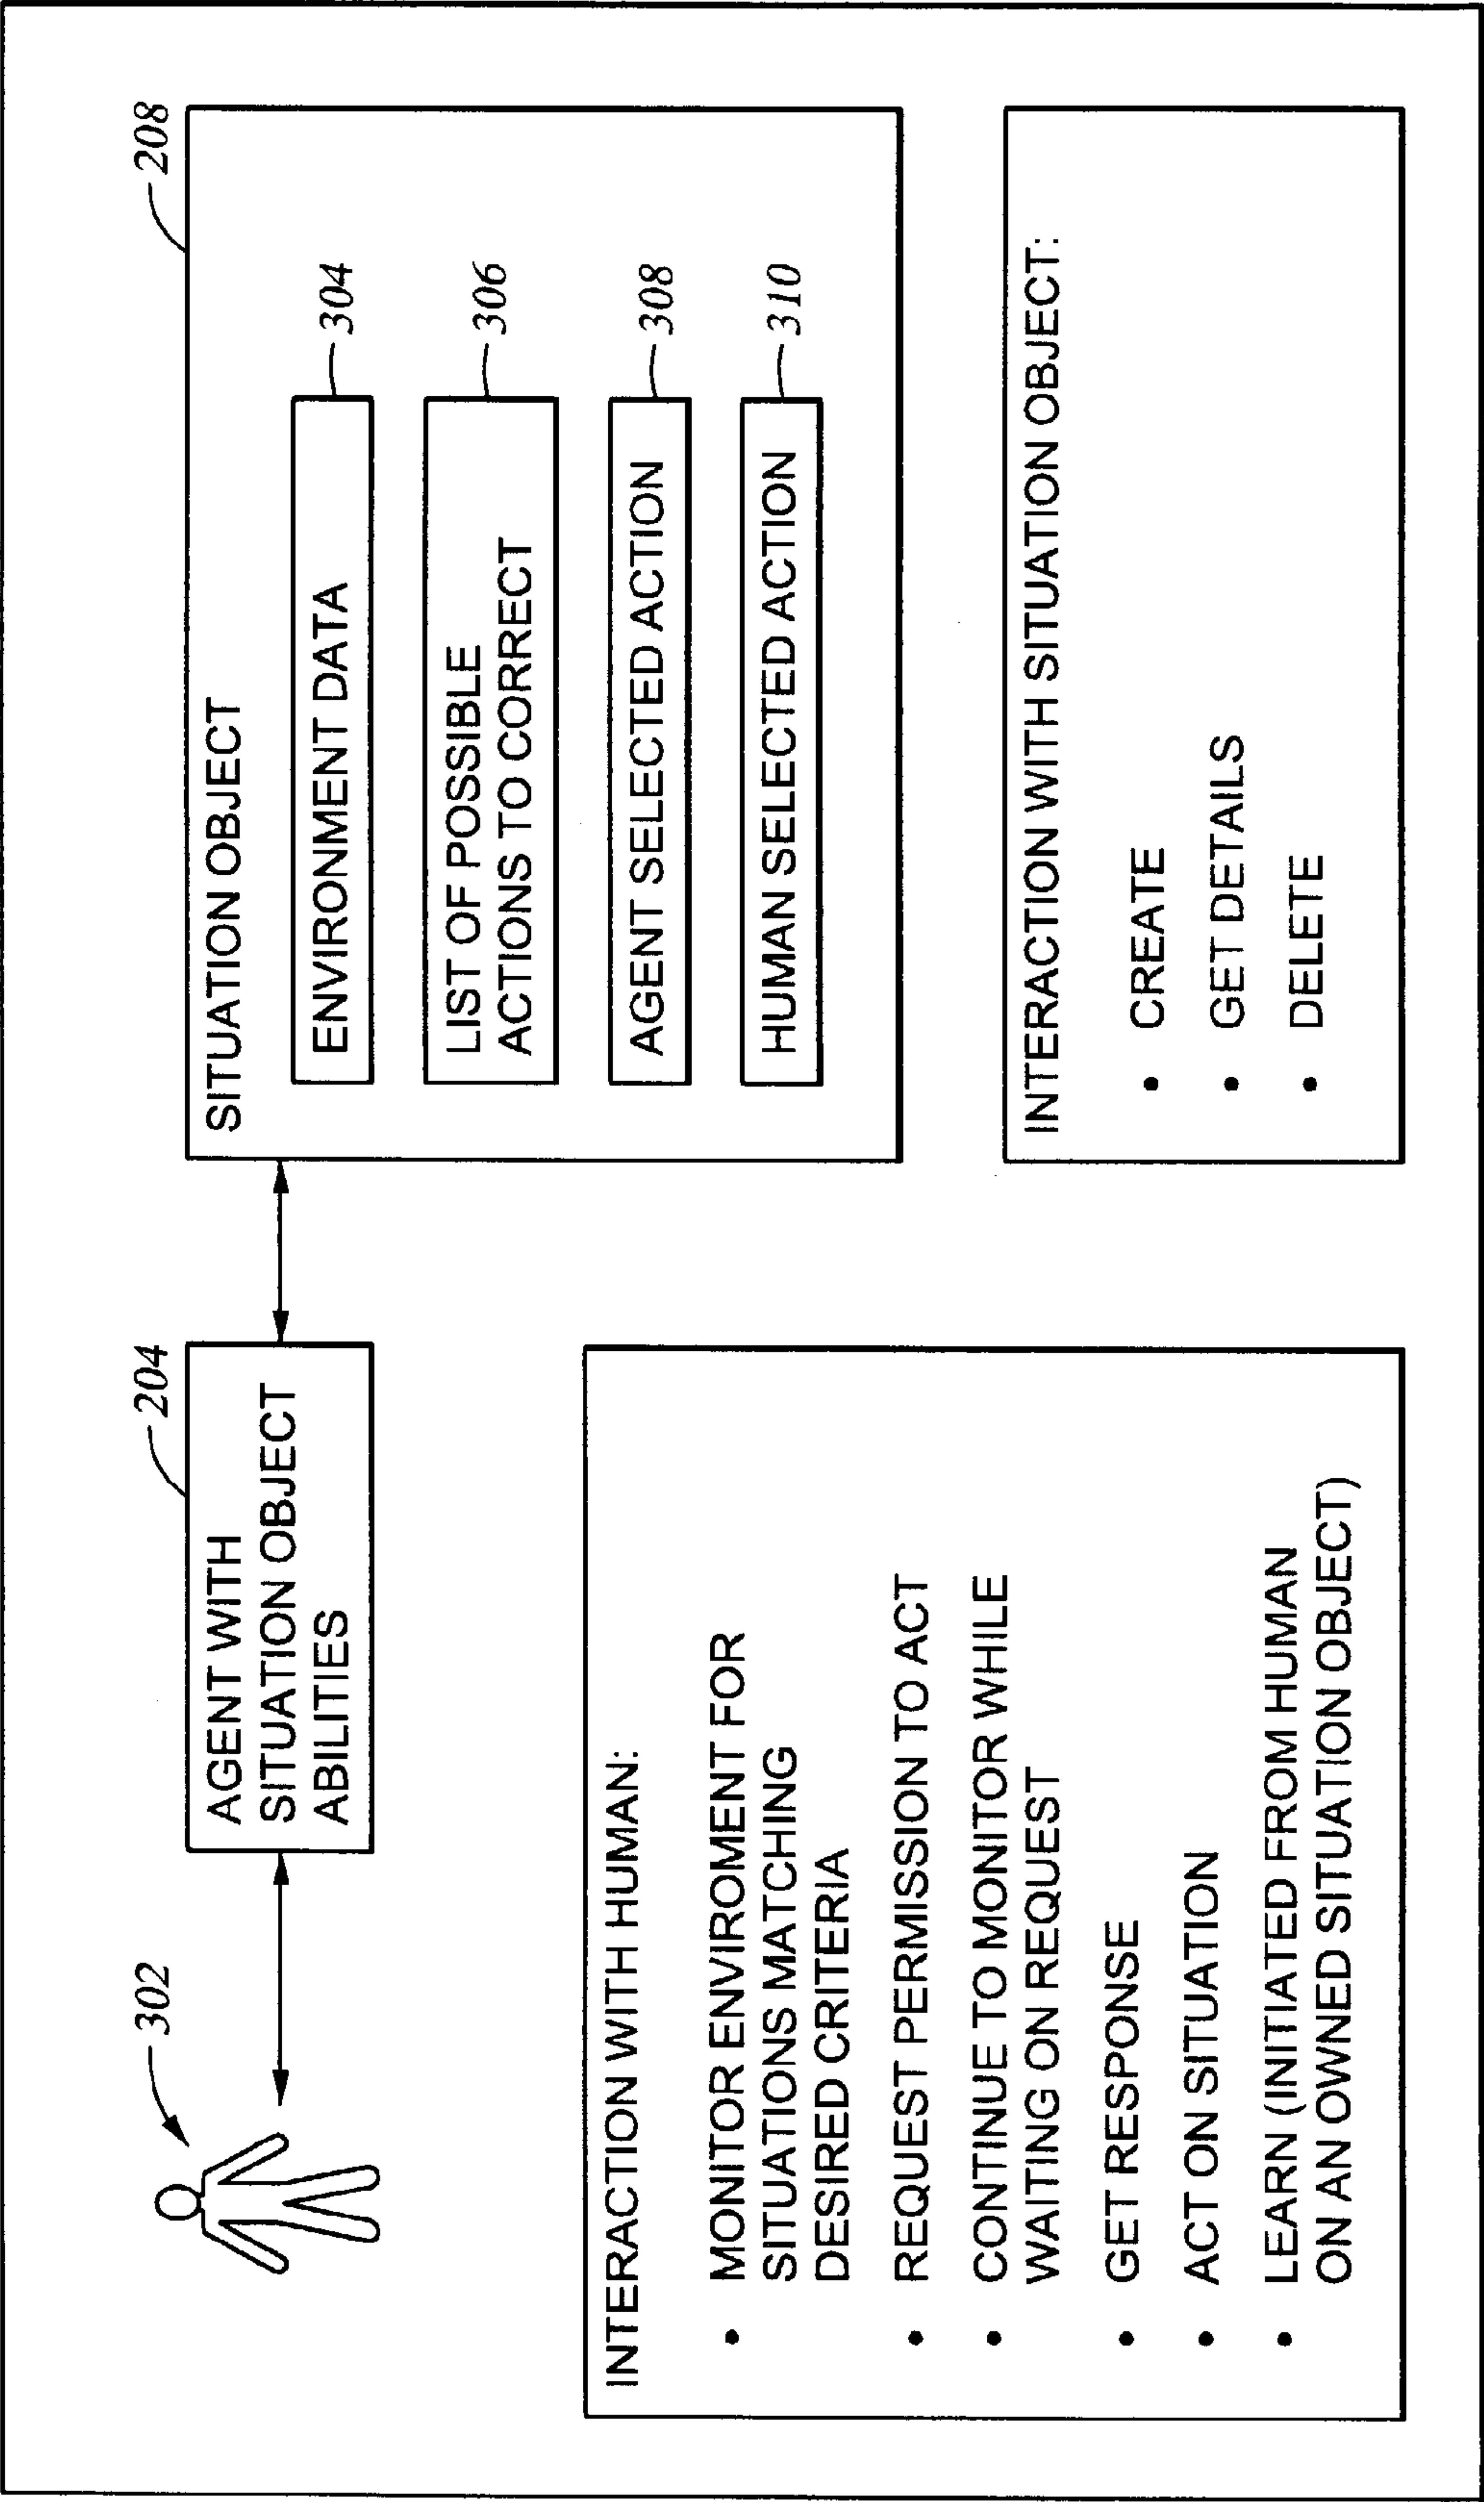 302
204
AGENT WITH
SITUATION OBJECT
ABILITIES
208
SITUATION OBJECT
ENVIRONMENT DATA
304
LIST OF POSSIBLE
ACTIONS TO CORRECT
306
AGENT SELECTED ACTION
308
HUMAN SELECTED ACTION
310
INTERACTION WITH HUMAN:
• MONITOR ENVIROMENT FOR
SITUATIONS MATCHING
DESIRED CRITERIA
• REQUEST PERMISSION TO ACT
• CONTINUE TO MONITOR WHILE
WAITING ON REQUEST
• GET RESPONSE
• ACT ON SITUATION
• LEARN (INITIATED FROM HUMAN
ON AN OWNED SITUATION OBJECT)
INTERACTION WITH SITUATION OBJECT:
• CREATE
• GET DETAILS
• DELETE